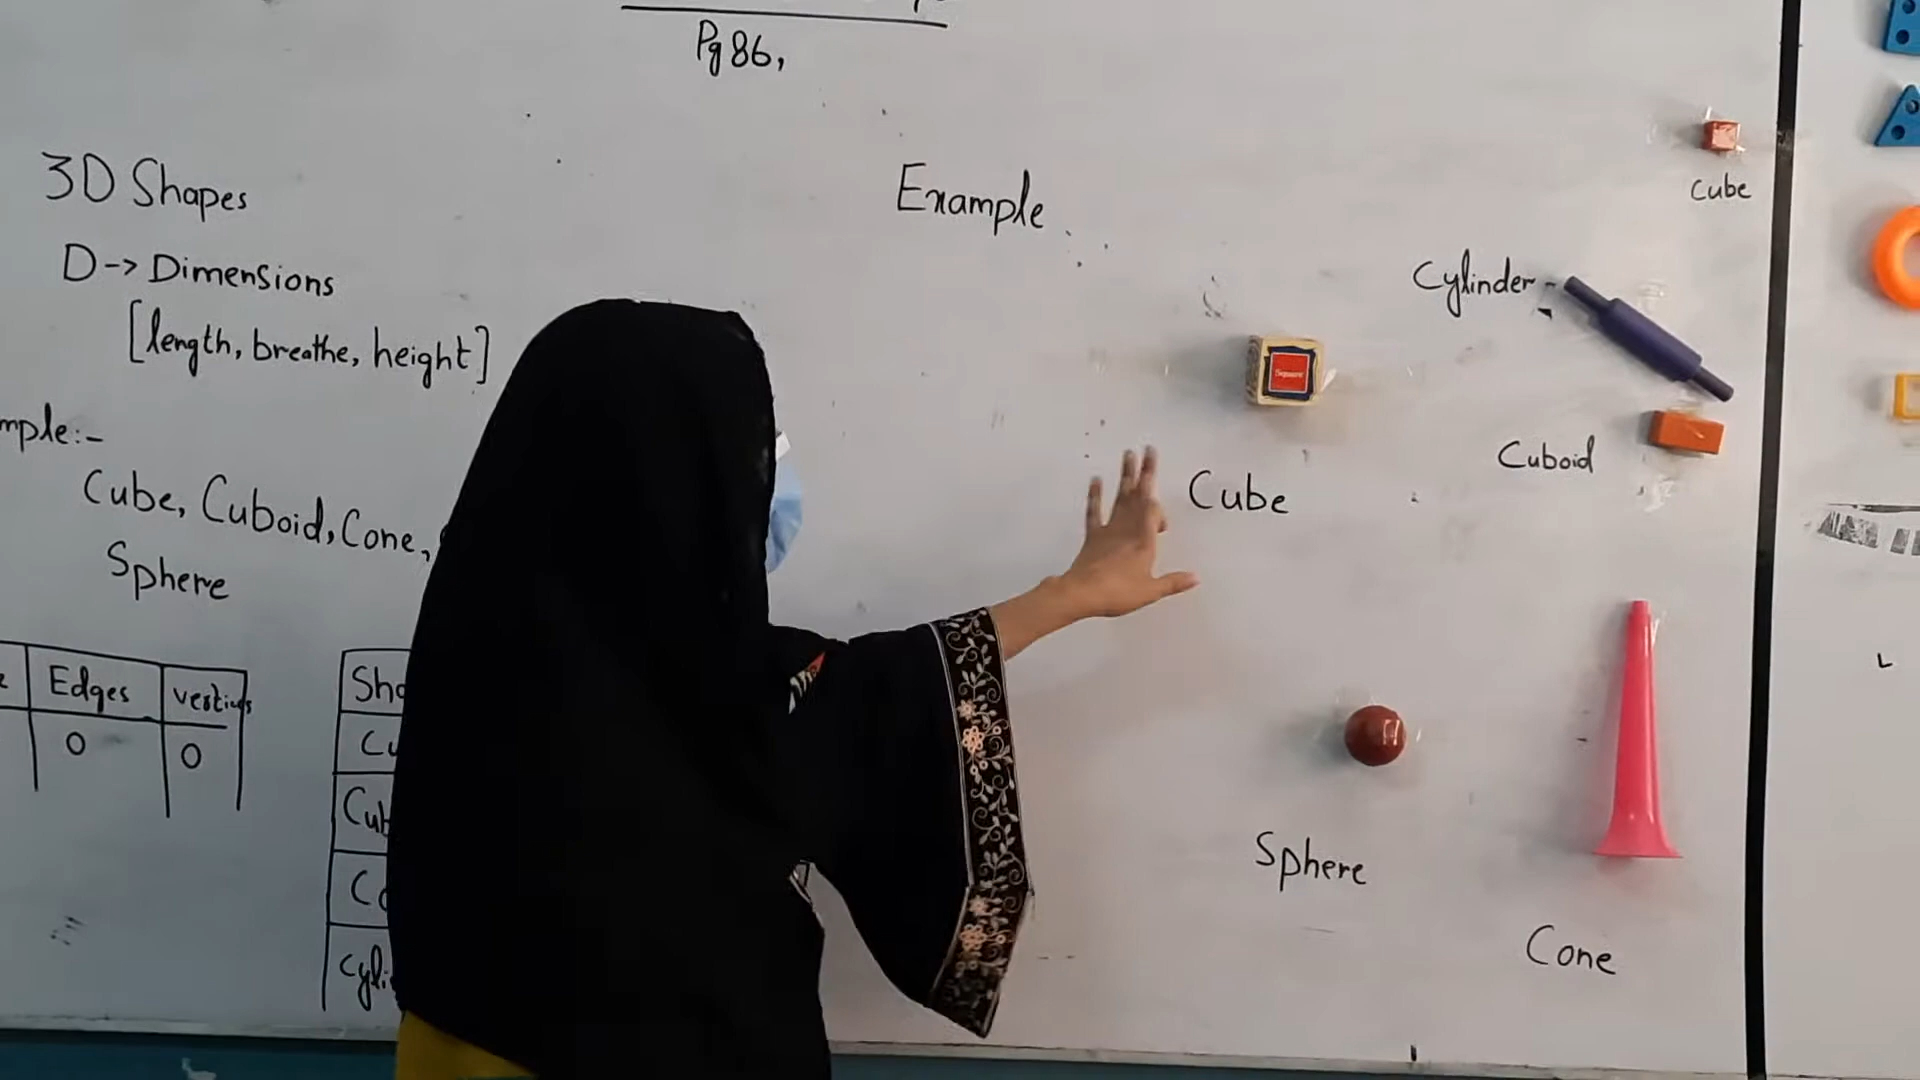 Pg 86,
3D Shapes
D -> Dimensions
[length, breathe, height]
Cube, Cuboid, Cone,
Sphere
Edges
0
0
Example
Cube
Cylinder -
Square
Cuboid
Cube
Sphere
Cone